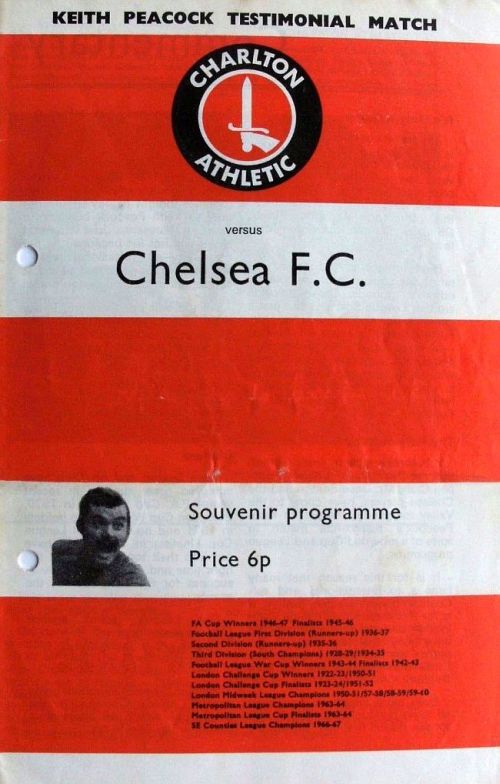 KEITH PEACOCK TESTIMONIAL MATCH
CHARLTON
ATHLETIC
versus
Chelsea F.C.
Souvenir programme
Price 6p
FA Cup Winners 1946-47 Finalists 1945-46
Football League First Division (Runners-up) 1936-37
Second Division (Runners-up) 1935-36
Third Division (South Champions) 1928-29/1934-35
Football League War Cup Winners 1943-44 Finalists 1942-43
London Challenge Cup Winners 1922-23/1950-51
London Challenge Cup Finalists 1923-24/1951-52
London Midweek League Champions 1950-51/57-58/58-59/59-60
Metropolitan League Champions 1963-64
Metropolitan League Cup Finalists 1963-64
SE Counties League Champions 1966-67